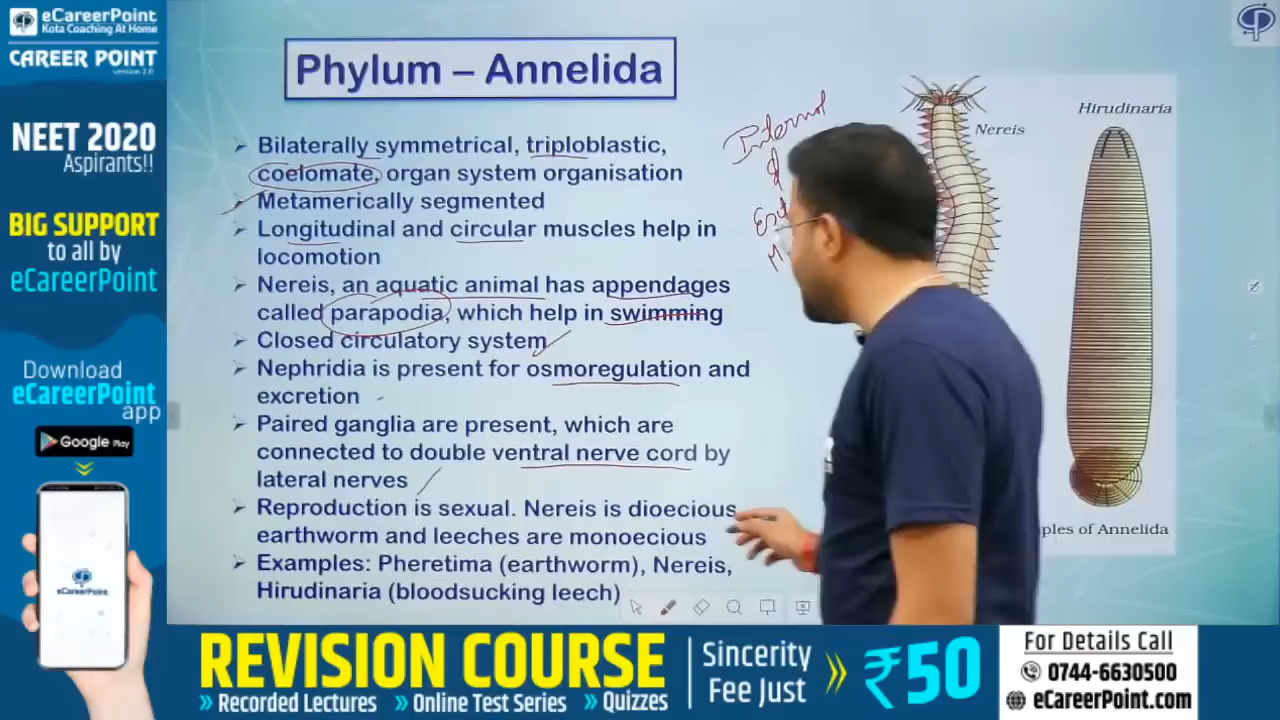 eCareerPoint
Kota Coaching At Home
CAREER POINT
version 2.0
NEET 2020
Aspirants!!
BIG SUPPORT
to all by
eCareerPoint
Download
eCareerPoint
app
Google Play
eCareerPoint
Phylum – Annelida
Bilaterally symmetrical, triploblastic,
coelomate, organ system organisation
Metamerically segmented
Longitudinal and circular muscles help in
locomotion
Nereis, an aquatic animal has appendages
called parapodia, which help in swimming
Closed circulatory system
Nephridia is present for osmoregulation and
excretion
Paired ganglia are present, which are
connected to double ventral nerve cord by
lateral nerves
Reproduction is sexual. Nereis is dioecious
earthworm and leeches are monoecious
Examples: Pheretima (earthworm), Nereis,
Hirudinaria (bloodsucking leech)
Internal
Nereis
Hirudinaria
ples of Annelida
REVISION COURSE
» Recorded Lectures » Online Test Series » Quizzes
Sincerity
Fee Just
» ₹50
For Details Call
0744-6630500
eCareerPoint.com